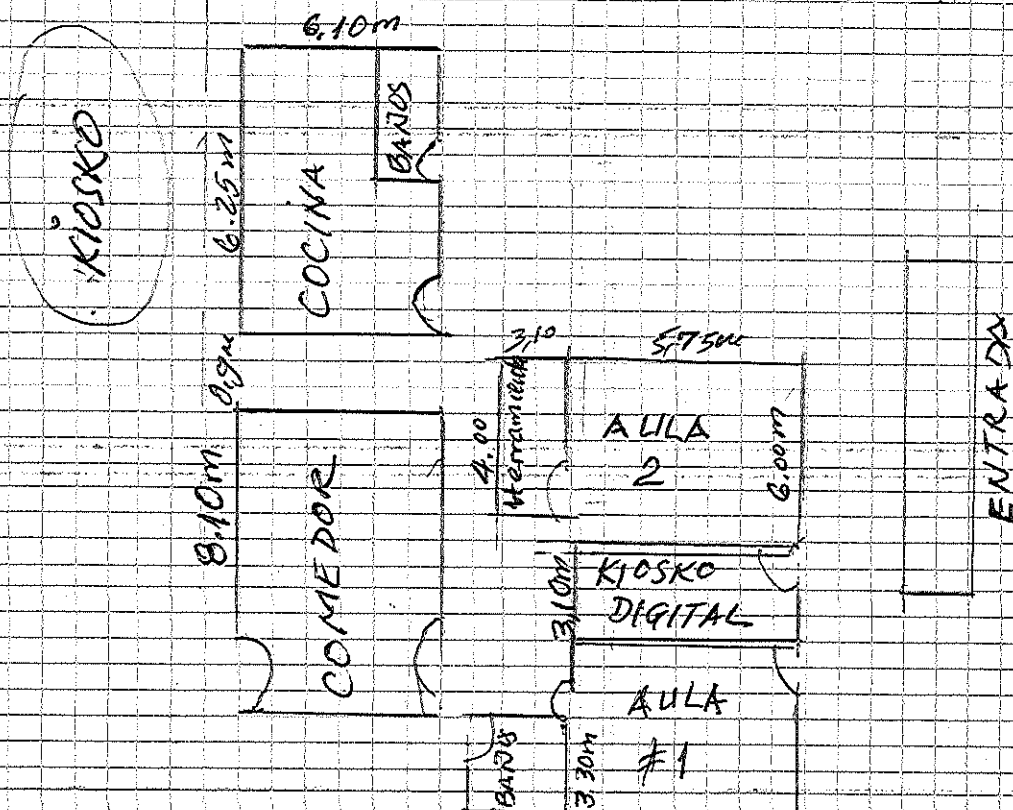 6,10m
KIOSKO
BAÑOS
6.25m
COCINA
3,10
5,75m
0,9m
Herramienta
4.00
AULA
2
6.00m
ENTRADA
8.10m
COMEDOR
KIOSKO
DIGITAL
3,10m
AULA
#1
BAÑOS
3.30m